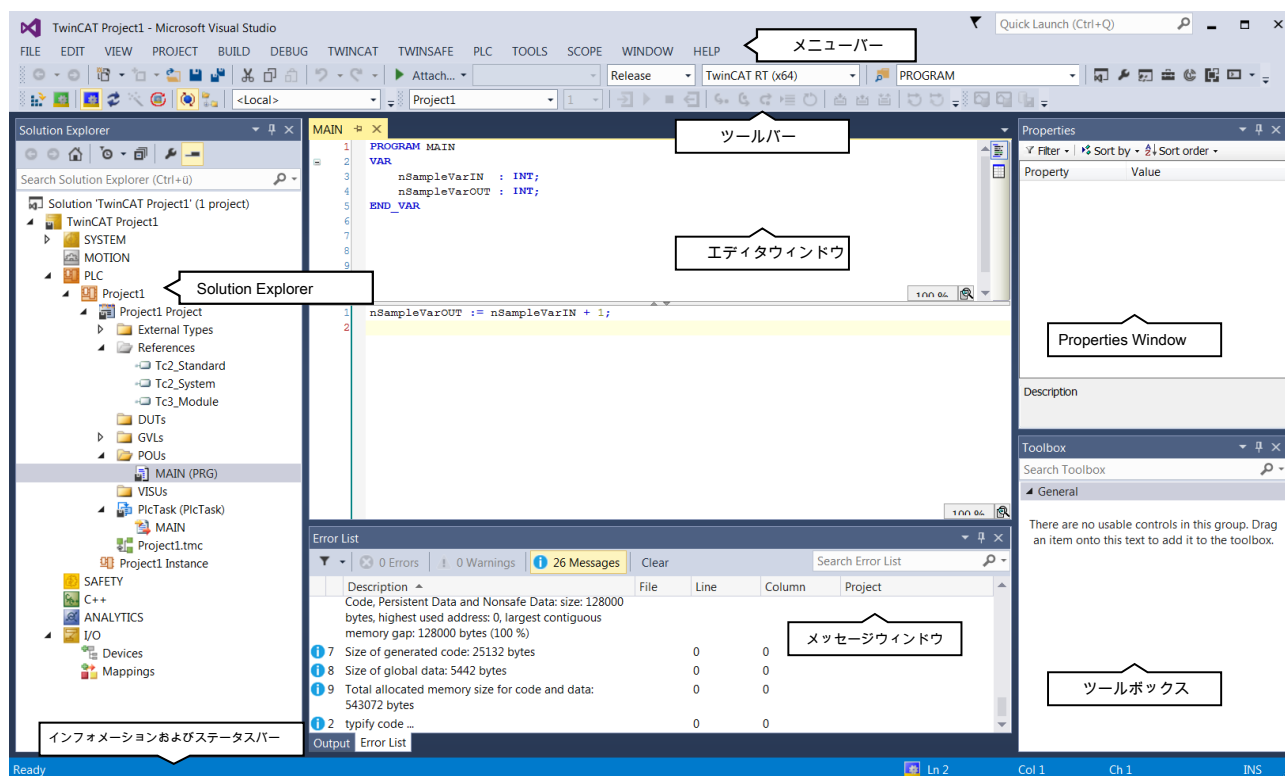 TwinCAT Project1 - Microsoft Visual Studio
Quick Launch (Ctrl+Q)
FILE EDIT VIEW PROJECT BUILD DEBUG TWINCAT TWINSAFE PLC TOOLS SCOPE WINDOW HELP
メニューバー
Attach... Release TwinCAT RT (x64) PROGRAM
<Local> Project1 1
ツールバー
Solution Explorer
Search Solution Explorer (Ctrl+ü)
Solution 'TwinCAT Project1' (1 project)
TwinCAT Project1
SYSTEM
MOTION
PLC
Project1
Solution Explorer
Project1 Project
External Types
References
Tc2_Standard
Tc2_System
Tc3_Module
DUTs
GVLs
POUs
MAIN (PRG)
VISUs
PlcTask (PlcTask)
MAIN
Project1.tmc
Project1 Instance
SAFETY
C++
ANALYTICS
I/O
Devices
Mappings
インフォメーションおよびステータスバー
MAIN
1 PROGRAM MAIN
2 VAR
3 nSampleVarIN : INT;
4 nSampleVarOUT : INT;
5 END_VAR
6
7
8
9
エディタウィンドウ
100 %
1 nSampleVarOUT := nSampleVarIN + 1;
2
100 %
Error List
0 Errors 0 Warnings 26 Messages Clear Search Error List
Description File Line Column Project
Code, Persistent Data and Nonsafe Data: size: 128000
bytes, highest used address: 0, largest contiguous
memory gap: 128000 bytes (100 %)
7 Size of generated code: 25132 bytes 0 0
8 Size of global data: 5442 bytes 0 0
9 Total allocated memory size for code and data: 0 0
543072 bytes
2 typify code ... 0 0
メッセージウィンドウ
Output Error List
Properties
Filter Sort by Sort order
Property Value
Properties Window
Description
Toolbox
Search Toolbox
General
There are no usable controls in this group. Drag
an item onto this text to add it to the toolbox.
ツールボックス
Ready Ln 2 Col 1 Ch 1 INS